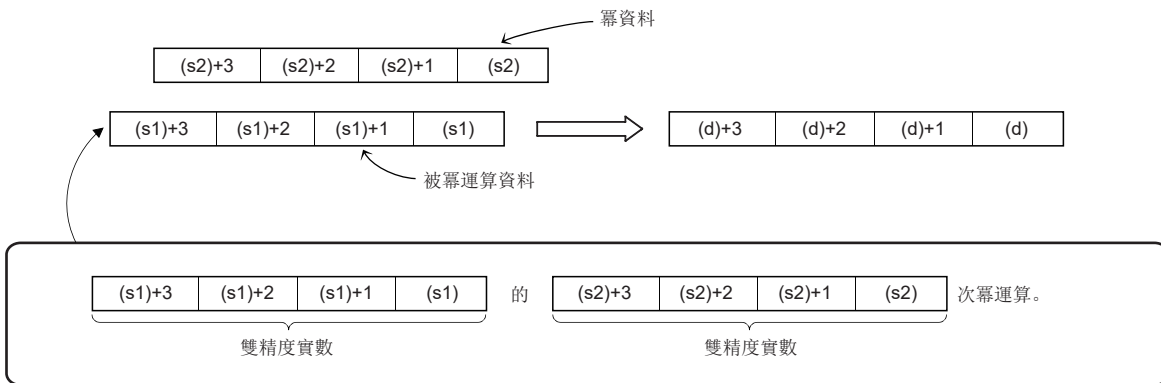 冪資料
(s2)+3 (s2)+2 (s2)+1 (s2)
(s1)+3 (s1)+2 (s1)+1 (s1) (d)+3 (d)+2 (d)+1 (d)
被冪運算資料
(s1)+3 (s1)+2 (s1)+1 (s1) 的 (s2)+3 (s2)+2 (s2)+1 (s2) 次冪運算。
雙精度實數 雙精度實數